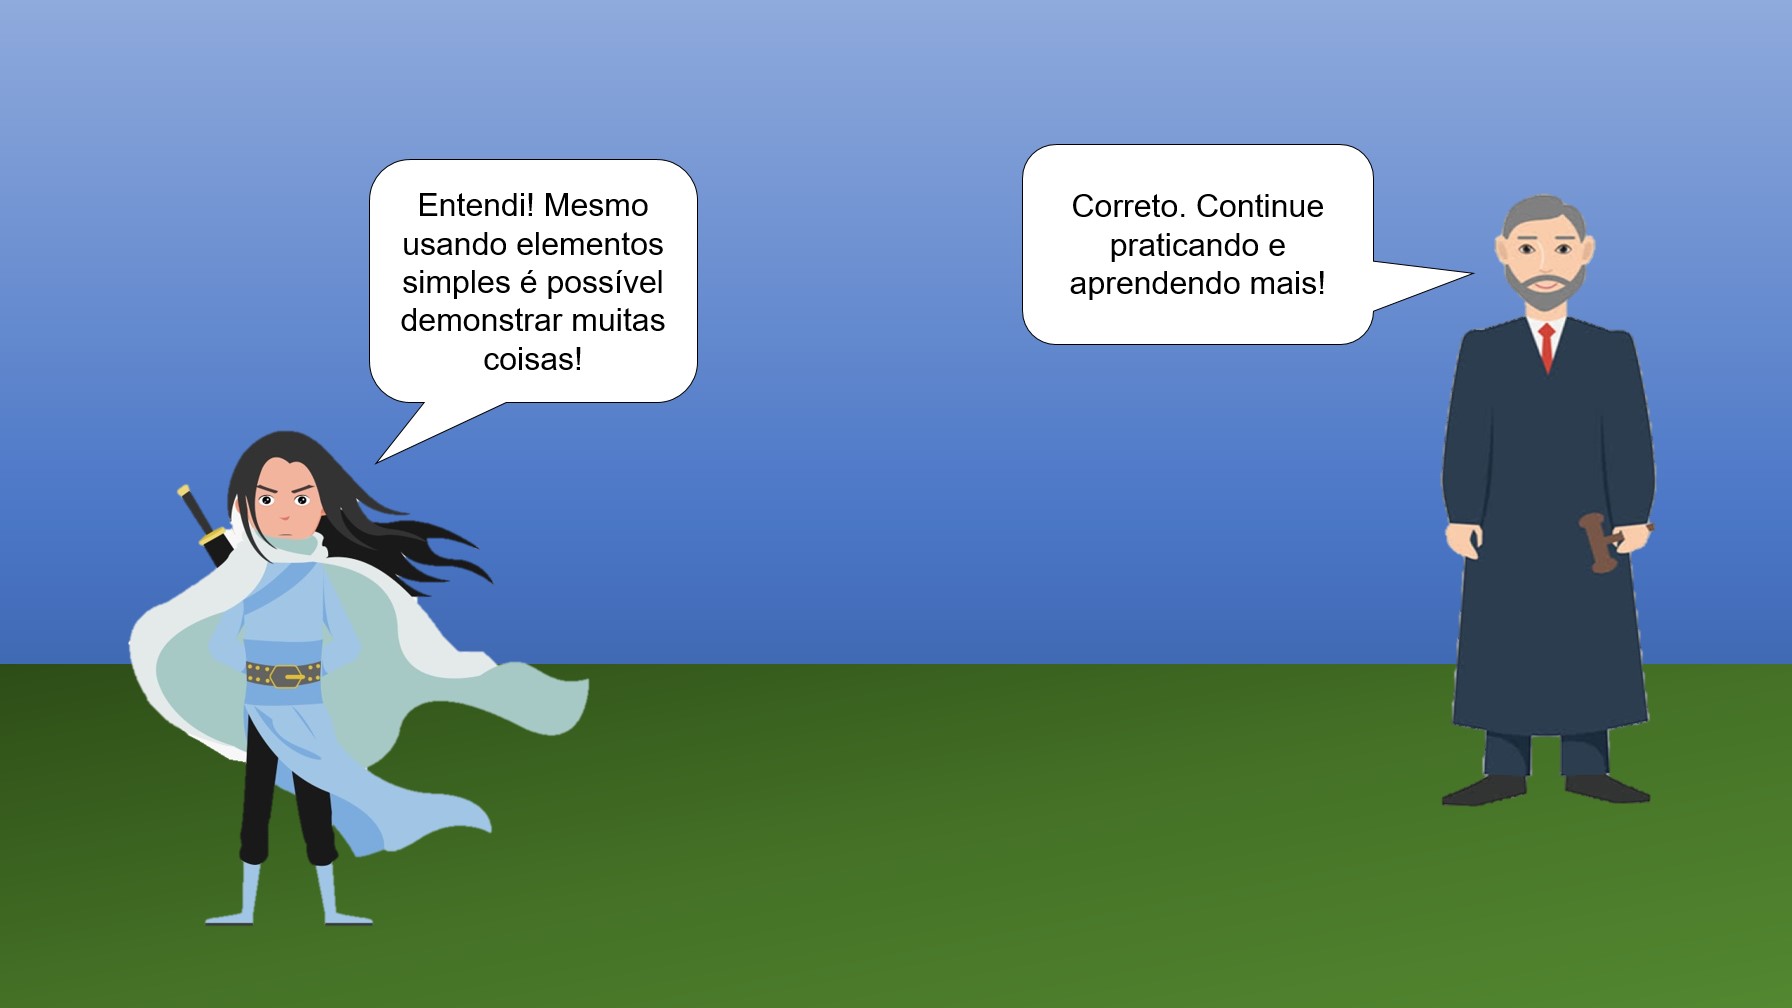 Entendi! Mesmo
usando elementos
simples é possível
demonstrar muitas
coisas!
Correto. Continue
praticando e
aprendendo mais!